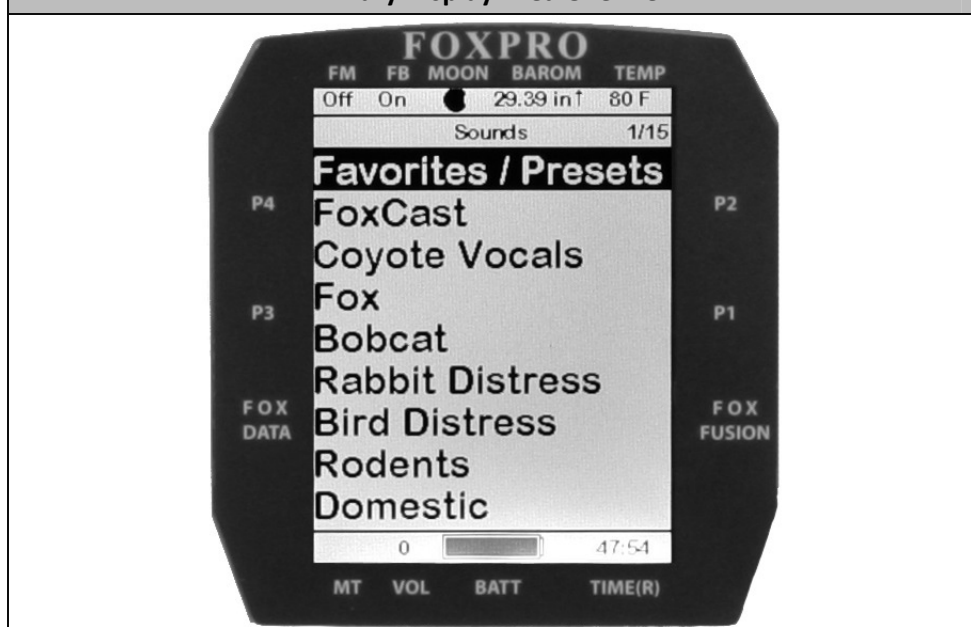 FOXPRO
FM FB MOON BAROM TEMP
Off On 29.39 in↑ 80 F
Sounds 1/15
Favorites / Presets
FoxCast
Coyote Vocals
Fox
Bobcat
Rabbit Distress
Bird Distress
Rodents
Domestic
P4
P3
FOX
DATA
P2
P1
FOX
FUSION
0 47:54
MT VOL BATT TIME(R)